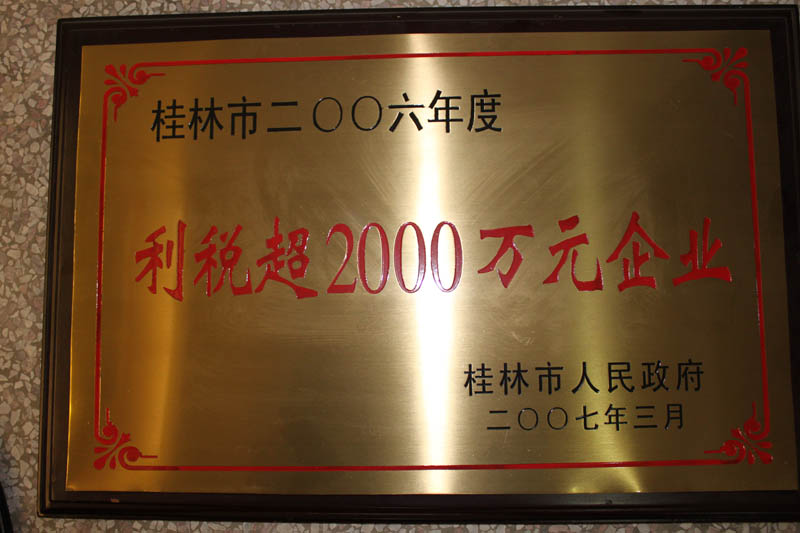 桂林市二〇〇六年度
利税超2000万元企业
桂林市人民政府
二〇〇七年三月